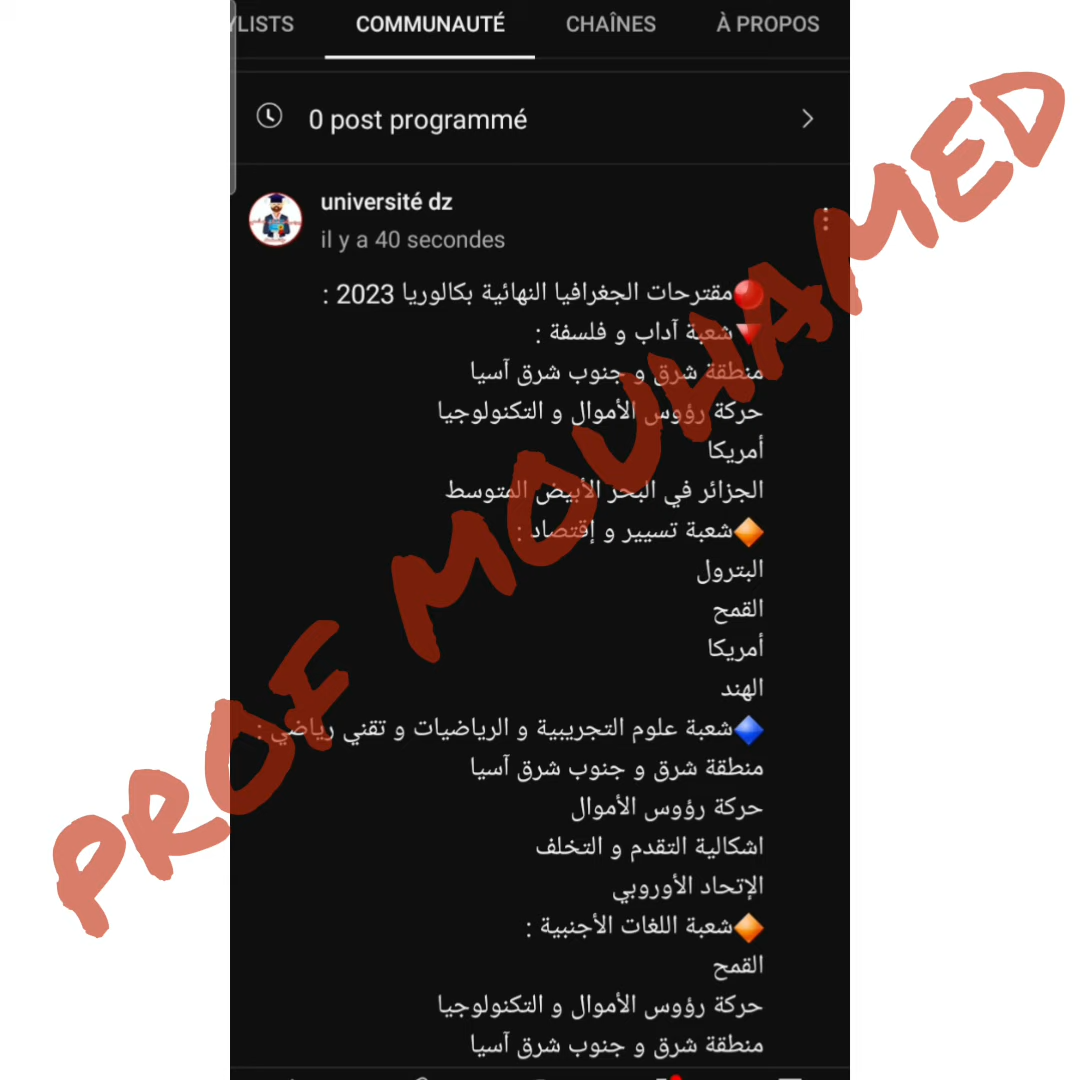 YLISTS COMMUNAUTÉ CHAÎNES À PROPOS
0 post programmé
université dz
il y a 40 secondes
🔴مقترحات الجغرافيا النهائية بكالوريا 2023 :
🔻شعبة آداب و فلسفة :
منطقة شرق و جنوب شرق آسيا
حركة رؤوس الأموال و التكنولوجيا
أمريكا
الجزائر في البحر الأبيض المتوسط
🔶شعبة تسيير و إقتصاد :
البترول
القمح
أمريكا
الهند
🔷شعبة علوم التجريبية و الرياضيات و تقني رياضي :
منطقة شرق و جنوب شرق آسيا
حركة رؤوس الأموال
اشكالية التقدم و التخلف
الإتحاد الأوروبي
🔶شعبة اللغات الأجنبية :
القمح
حركة رؤوس الأموال و التكنولوجيا
منطقة شرق و جنوب شرق آسيا
PROF MOUHAMED